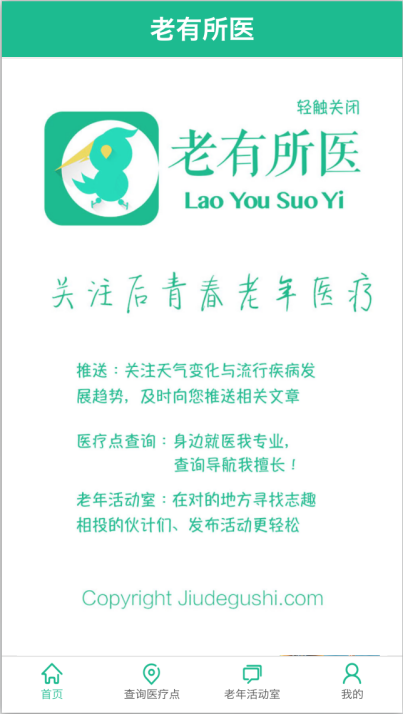 老有所医
轻触关闭
老有所医
Lao You Suo Yi
关注后青春老年医疗
推送：关注天气变化与流行疾病发
展趋势，及时向您推送相关文章
医疗点查询：身边就医我专业，
查询导航我擅长！
老年活动室：在对的地方寻找志趣
相投的伙计们、发布活动更轻松
Copyright Jiudegushi.com
首页 查询医疗点 老年活动室 我的